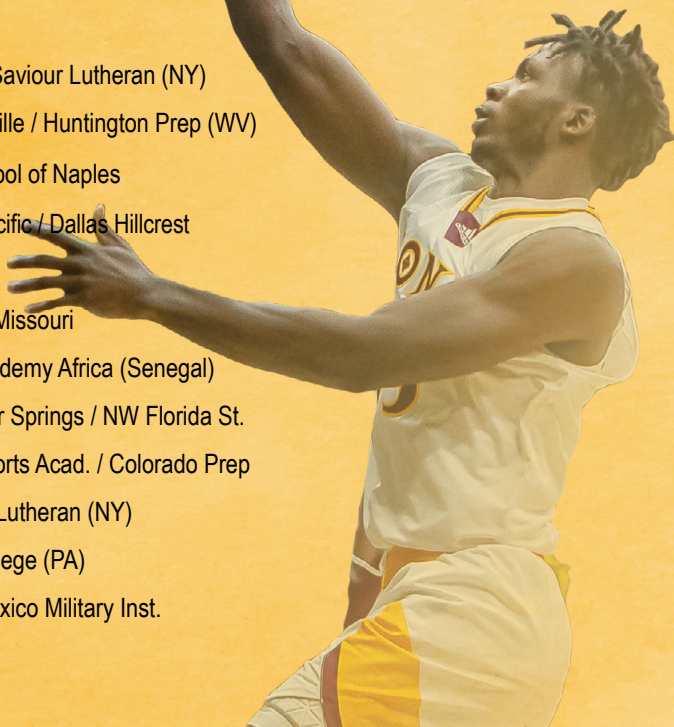 Saviour Lutheran (NY)
ille / Huntington Prep (WV)
ool of Naples
cific / Dallas Hillcrest
Missouri
demy Africa (Senegal)
r Springs / NW Florida St.
orts Acad. / Colorado Prep
Lutheran (NY)
ege (PA)
xico Military Inst.
ON